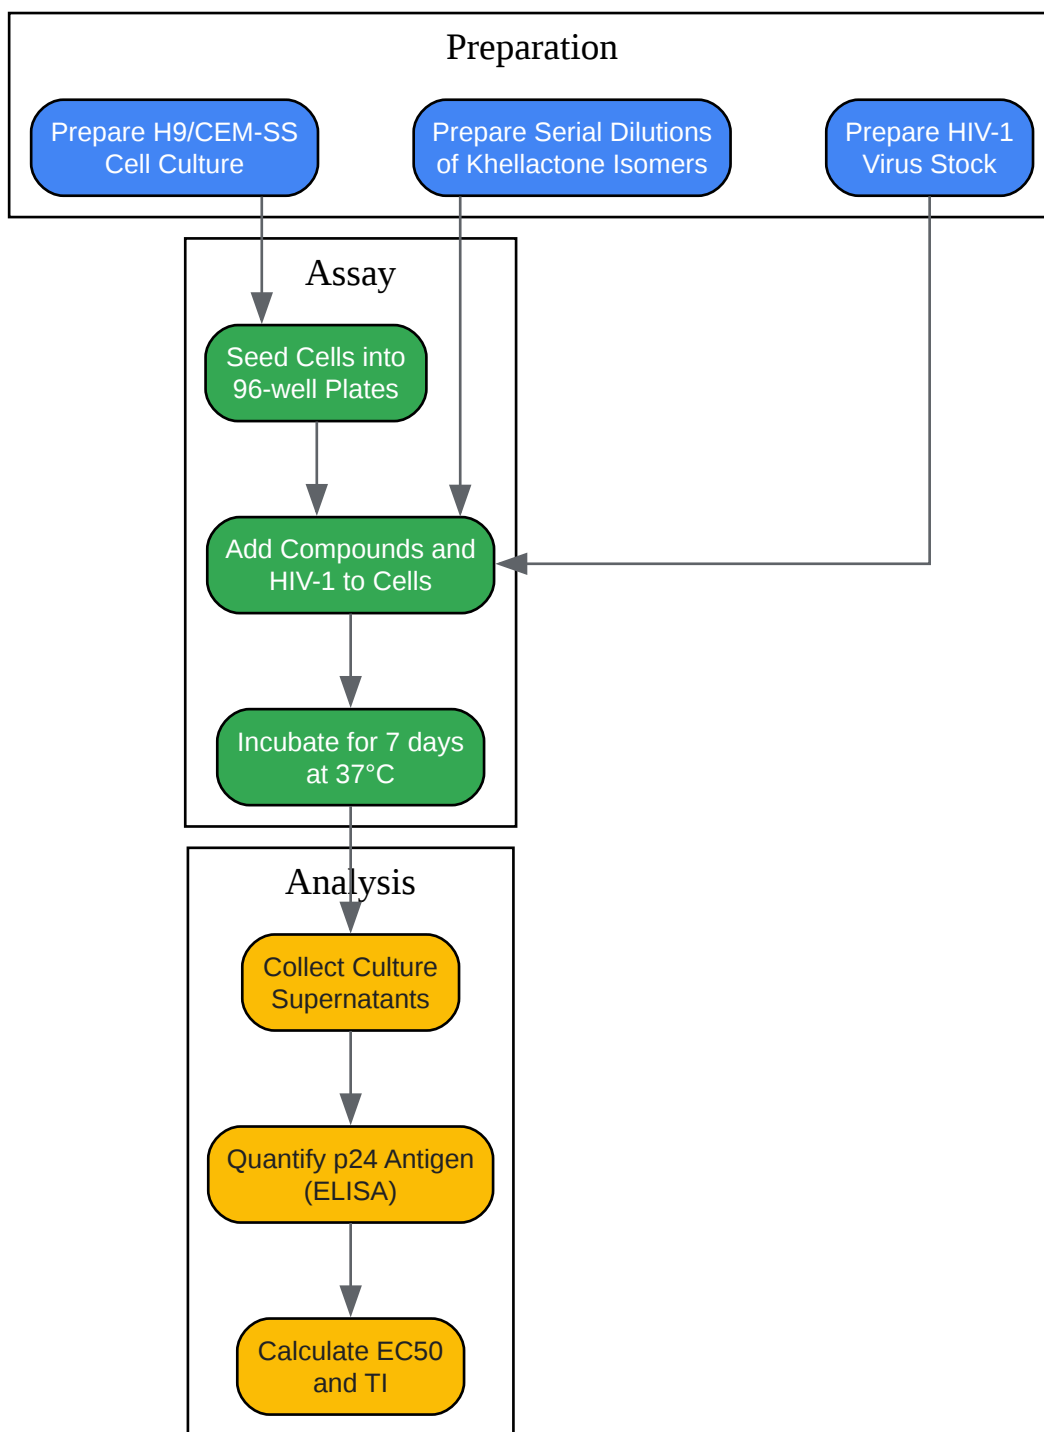 Preparation
Prepare H9/CEM-SS
Cell Culture
Prepare Serial Dilutions
of Khellactone Isomers
Prepare HIV-1
Virus Stock
Assay
Seed Cells into
96-well Plates
Add Compounds and
HIV-1 to Cells
Incubate for 7 days
at 37°C
Analysis
Collect Culture
Supernatants
Quantify p24 Antigen
(ELISA)
Calculate EC50
and TI